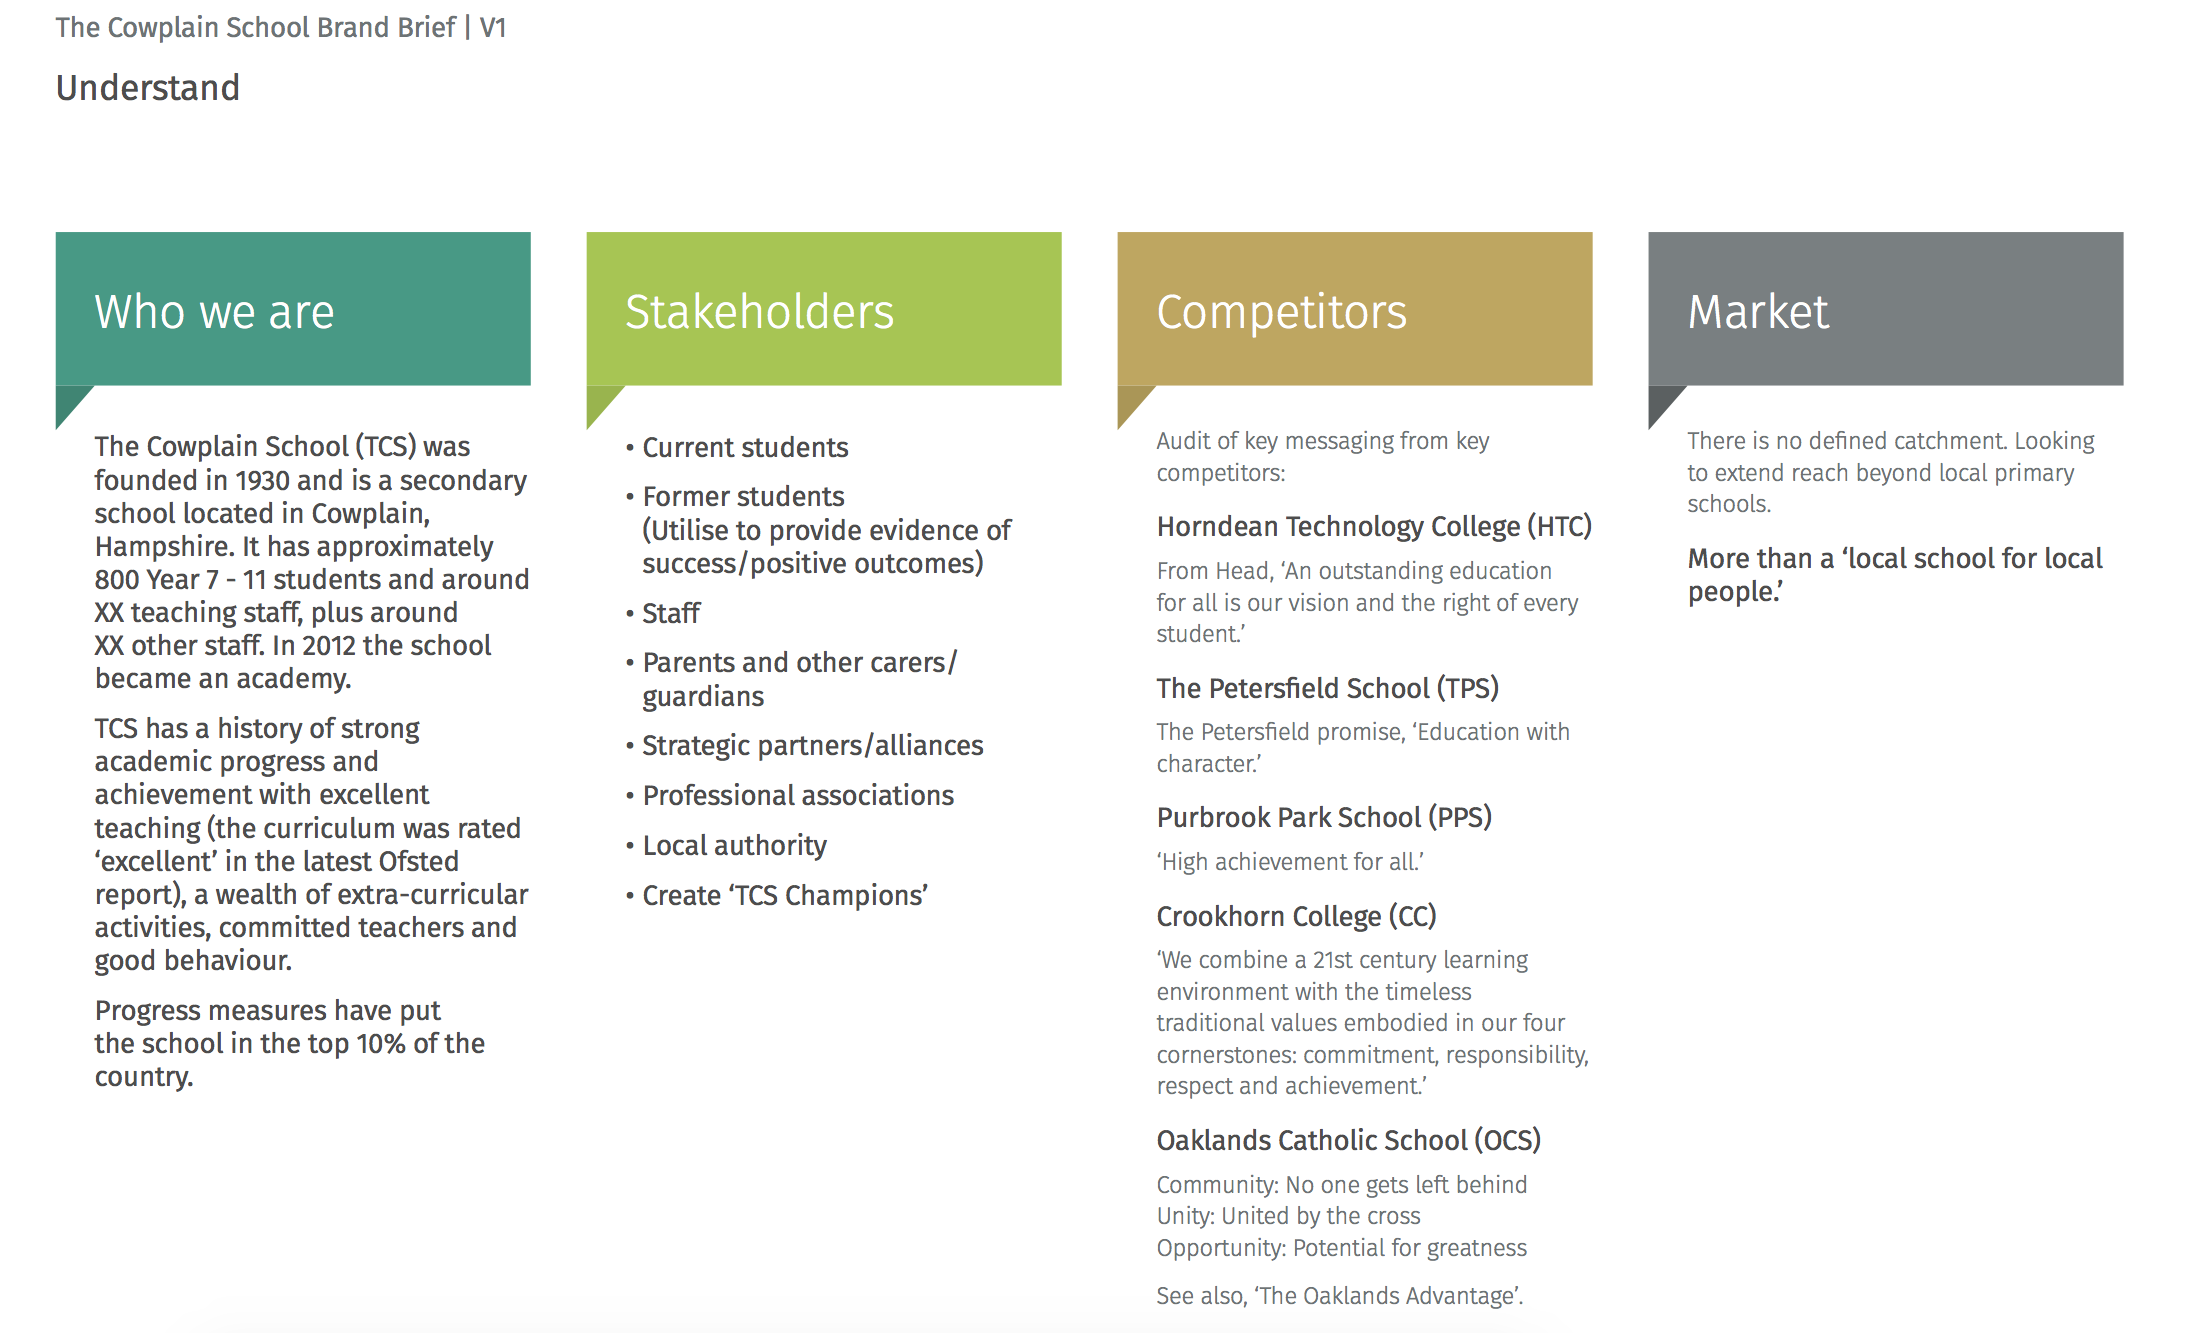 The Cowplain School Brand Brief | V1
Understand
Who we are
The Cowplain School (TCS) was
founded in 1930 and is a secondary
school located in Cowplain,
Hampshire. It has approximately
800 Year 7 - 11 students and around
XX teaching staff, plus around
XX other staff. In 2012 the school
became an academy.
TCS has a history of strong
academic progress and
achievement with excellent
teaching (the curriculum was rated
‘excellent’ in the latest Ofsted
report), a wealth of extra-curricular
activities, committed teachers and
good behaviour.
Progress measures have put
the school in the top 10% of the
country.
Stakeholders
• Current students
• Former students
(Utilise to provide evidence of
success/positive outcomes)
• Staff
• Parents and other carers/
guardians
• Strategic partners/alliances
• Professional associations
• Local authority
• Create ‘TCS Champions’
Competitors
Audit of key messaging from key
competitors:
Horndean Technology College (HTC)
From Head, ‘An outstanding education
for all is our vision and the right of every
student.’
The Petersfield School (TPS)
The Petersfield promise, ‘Education with
character.’
Purbrook Park School (PPS)
‘High achievement for all.’
Crookhorn College (CC)
‘We combine a 21st century learning
environment with the timeless
traditional values embodied in our four
cornerstones: commitment, responsibility,
respect and achievement.’
Oaklands Catholic School (OCS)
Community: No one gets left behind
Unity: United by the cross
Opportunity: Potential for greatness
See also, ‘The Oaklands Advantage’.
Market
There is no defined catchment. Looking
to extend reach beyond local primary
schools.
More than a ‘local school for local
people.’